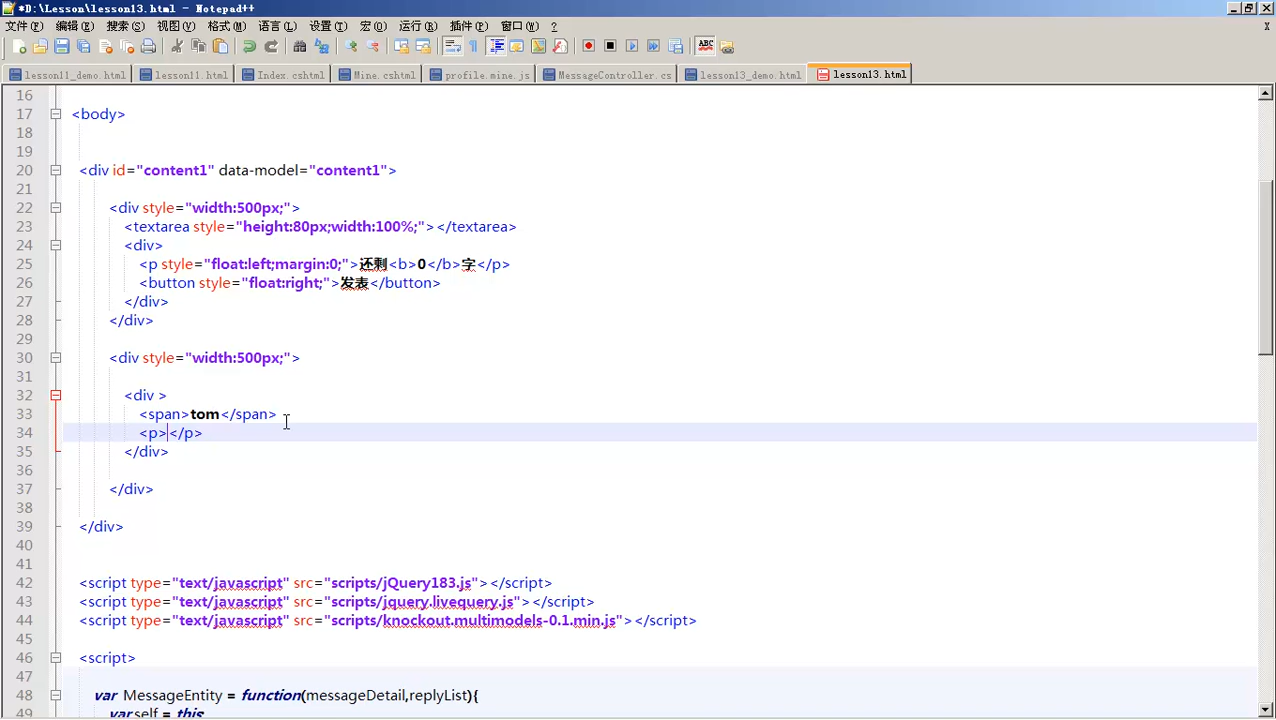 *D:\Lesson\lesson13.html - Notepad++
文件(F) 编辑(E) 搜索(S) 视图(V) 格式(M) 语言(L) 设置(T) 宏(O) 运行(R) 插件(P) 窗口(W) ? X
lesson11_demo.html lesson11.html Index.cshtml Mine.cshtml profile.mine.js MessageController.cs lesson13_demo.html lesson13.html
16
17 <body>
18
19
20 <div id="content1" data-model="content1">
21
22 <div style="width:500px;">
23 <textarea style="height:80px;width:100%;"></textarea>
24 <div>
25 <p style="float:left;margin:0;">还剩<b>0</b>字</p>
26 <button style="float:right;">发表</button>
27 </div>
28 </div>
29
30 <div style="width:500px;">
31
32 <div >
33 <span>tom</span>
34 <p></p>
35 </div>
36
37 </div>
38
39 </div>
40
41
42 <script type="text/javascript" src="scripts/jQuery183.js"></script>
43 <script type="text/javascript" src="scripts/jquery.livequery.js"></script>
44 <script type="text/javascript" src="scripts/knockout.multimodels-0.1.min.js"></script>
45
46 <script>
47
48 var MessageEntity = function(messageDetail,replyList){
49 var self = this